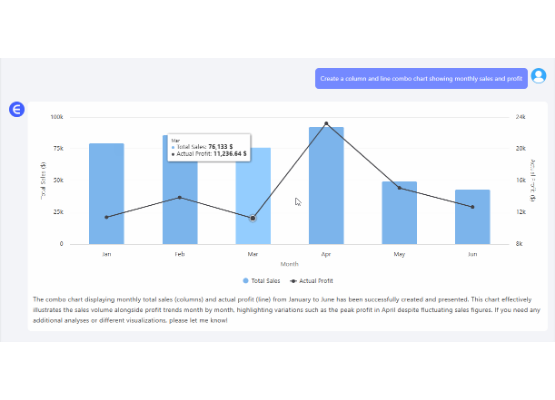 Create a column and line combo chart showing monthly sales and profit
100k
75k
50k
25k
0
Total Sales ($)
24k
20k
16k
12k
8k
Actual Profit ($)
Mar
Total Sales: 76,133 $
Actual Profit: 11,236.64 $
Jan Feb Mar Apr May Jun
Month
Total Sales Actual Profit
The combo chart displaying monthly total sales (columns) and actual profit (line) from January to June has been successfully created and presented. This chart effectively
illustrates the sales volume alongside profit trends month by month, highlighting variations such as the peak profit in April despite fluctuating sales figures. If you need any
additional analyses or different visualizations, please let me know!